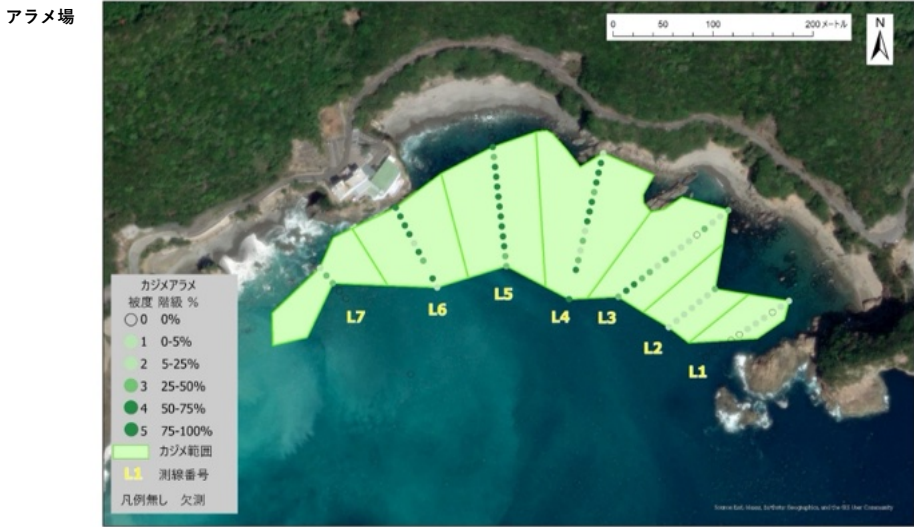 アラメ場
0 50 100 200 メートル
N
L7
L6
L5
L4
L3
L2
L1
カジメアラメ
被度 階級 %
0 0%
1 0-5%
2 5-25%
3 25-50%
4 50-75%
5 75-100%
カジメ範囲
L1 測線番号
凡例無し 欠測